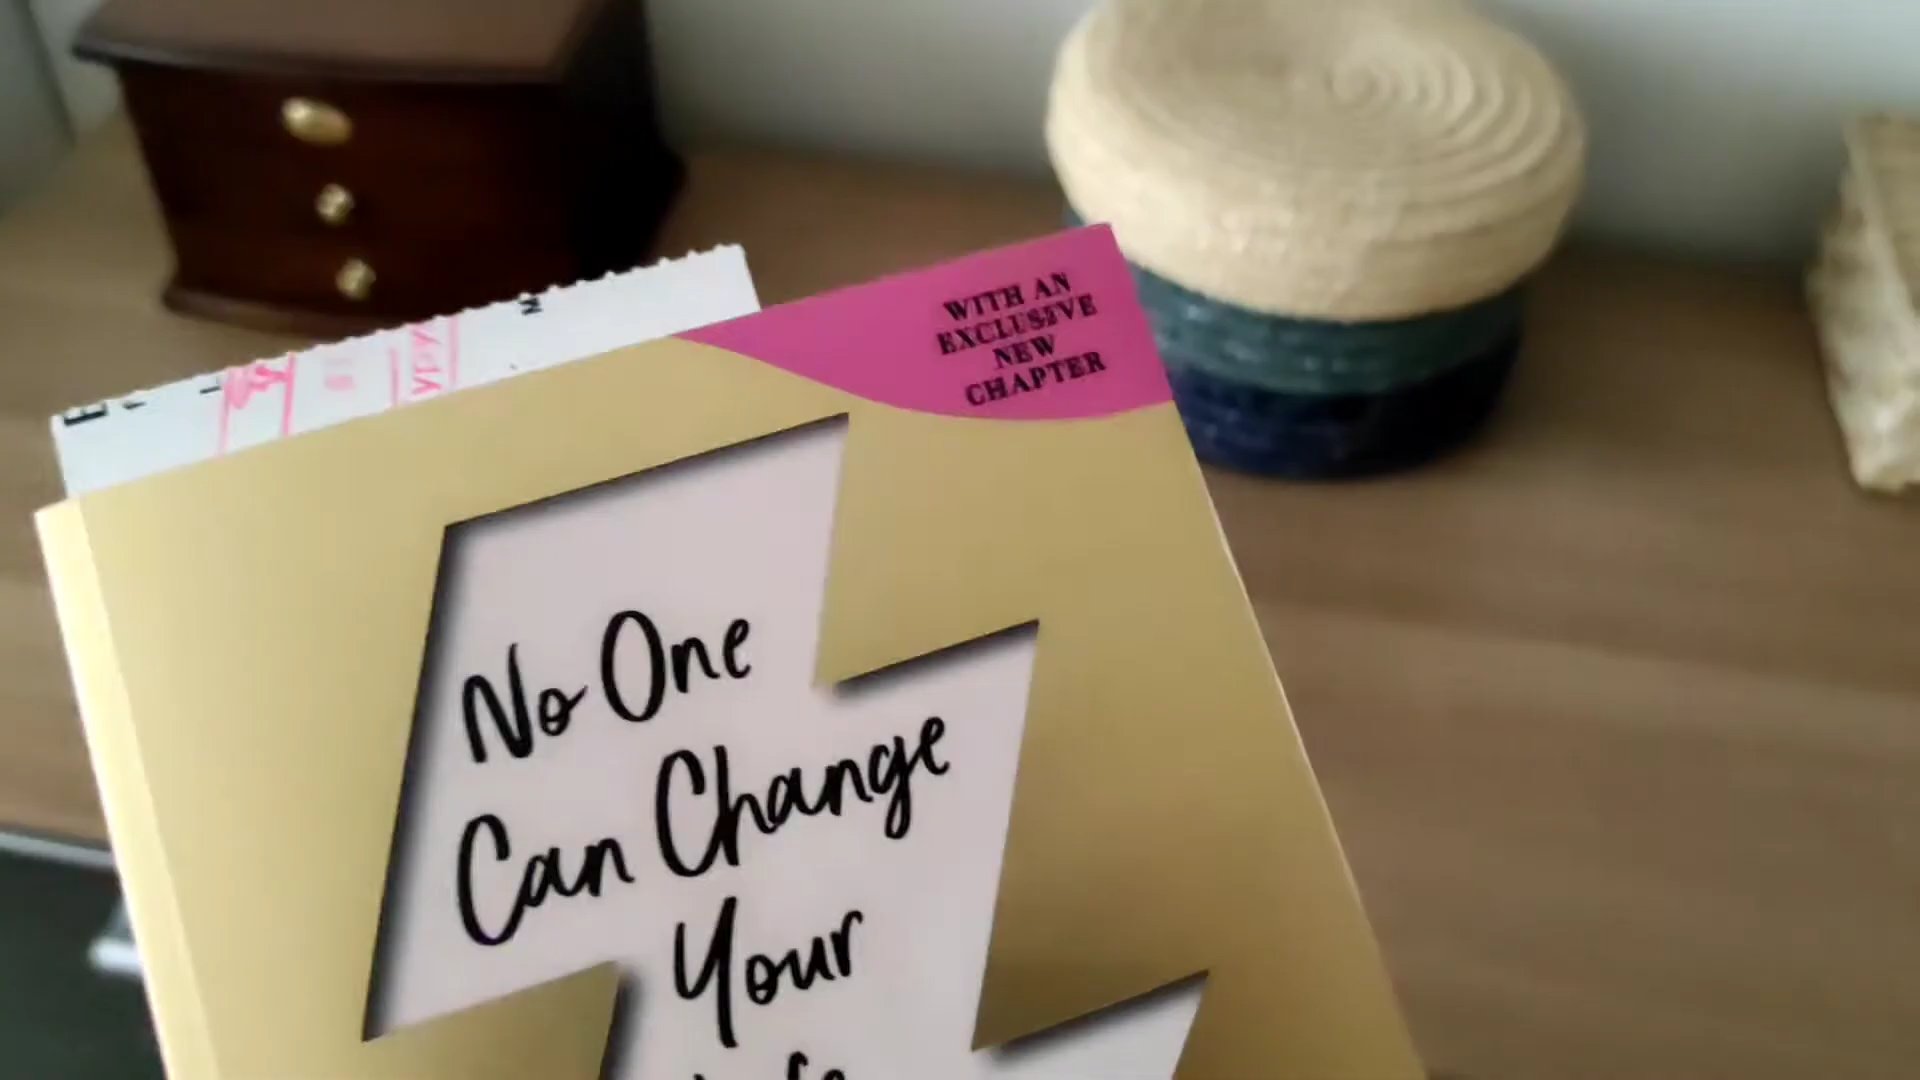 WITH AN
EXCLUSIVE
NEW
CHAPTER
No One
Can Change
Your